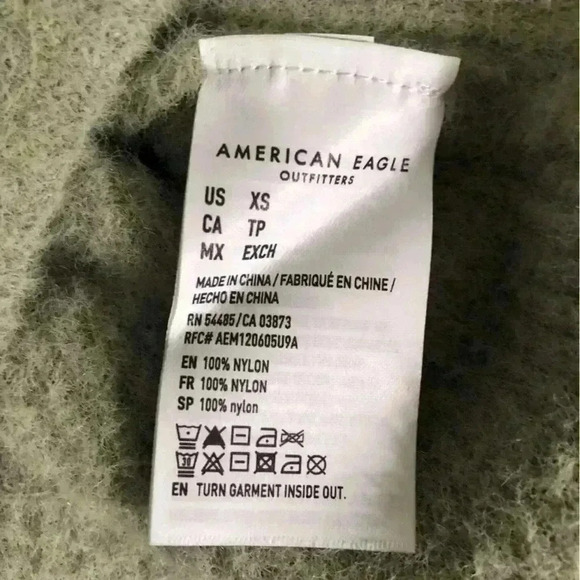 AMERICAN EAGLE
OUTFITTERS
US XS
CA TP
MX EXCH
MADE IN CHINA / FABRIQUÉ EN CHINE /
HECHO EN CHINA
RN 54485/CA 03873
RFC# AEM120605U9A
EN 100% NYLON
FR 100% NYLON
SP 100% nylon
30
EN TURN GARMENT INSIDE OUT.